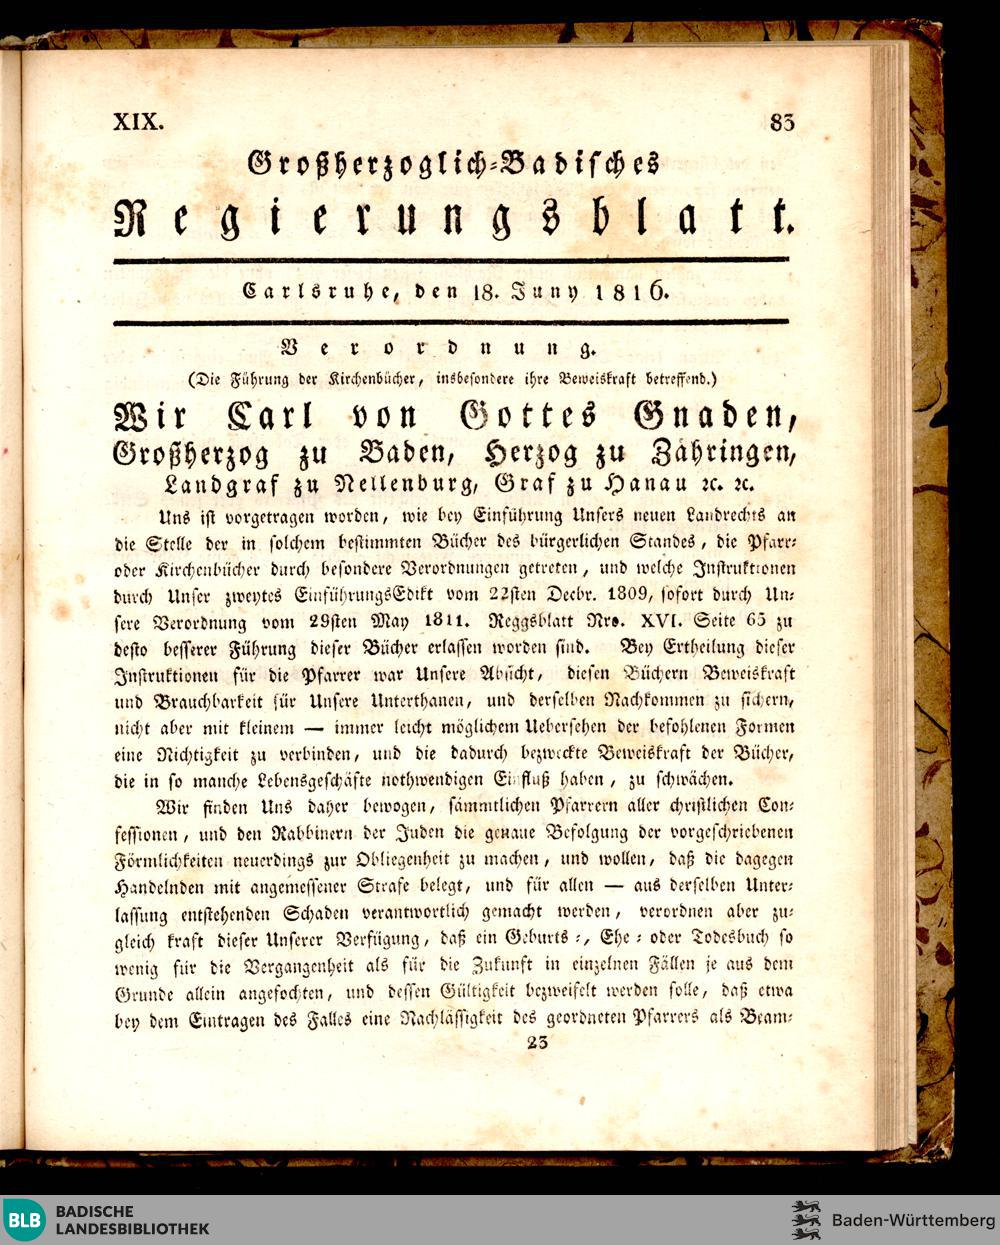 XIX. 83
Großherzoglich-Badisches
Regierungsblatt.
Carlsruhe, den 18. Juny 1816.
Verordnung.
(Die Führung der Kirchenbücher, insbesondere ihre Beweiskraft betreffend.)
Wir Carl von Gottes Gnaden,
Großherzog zu Baden, Herzog zu Zähringen,
Landgraf zu Nellenburg, Graf zu Hanau ꝛc. ꝛc.
Uns ist vorgetragen worden, wie bey Einführung Unsers neuen Landrechts an
die Stelle der in solchem bestimmten Bücher des bürgerlichen Standes, die Pfarr-
oder Kirchenbücher durch besondere Verordnungen getreten, und welche Instruktionen
durch Unser zweytes EinführungsEdikt vom 22sten Decbr. 1809, sofort durch Un-
sere Verordnung vom 29sten May 1811. Reggsblatt Nro. XVI. Seite 65 zu
desto besserer Führung dieser Bücher erlassen worden sind. Bey Ertheilung dieser
Instruktionen für die Pfarrer war Unsere Absicht, diesen Büchern Beweiskraft
und Brauchbarkeit für Unsere Unterthanen, und derselben Nachkommen zu sichern,
nicht aber mit kleinem — immer leicht möglichem Uebersehen der befohlenen Formen
eine Nichtigkeit zu verbinden, und die dadurch bezweckte Beweiskraft der Bücher,
die in so manche Lebensgeschäfte nothwendigen Einfluß haben, zu schwächen.
Wir finden Uns daher bewogen, sämmtlichen Pfarrern aller christlichen Con-
fessionen, und den Rabbinern der Juden die genaue Befolgung der vorgeschriebenen
Förmlichkeiten neuerdings zur Obliegenheit zu machen, und wollen, daß die dagegen
Handelnden mit angemessener Strafe belegt, und für allen — aus derselben Unter-
lassung entstehenden Schaden verantwortlich gemacht werden, verordnen aber zu-
gleich kraft dieser Unserer Verfügung, daß ein Geburts-, Ehe- oder Todesbuch so
wenig für die Vergangenheit als für die Zukunft in einzelnen Fällen je aus dem
Grunde allein angefochten, und dessen Gültigkeit bezweifelt werden solle, daß etwa
bey dem Eintragen des Falles eine Nachlässigkeit des geordneten Pfarrers als Beam-
23
BLB BADISCHE
LANDESBIBLIOTHEK
Baden-Württemberg